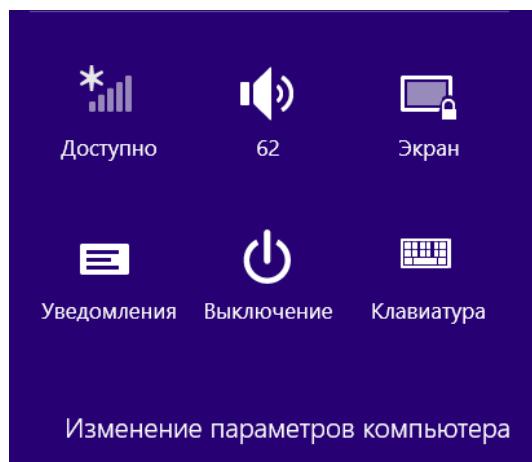 Доступно 62 Экран
Уведомления Выключение Клавиатура
Изменение параметров компьютера